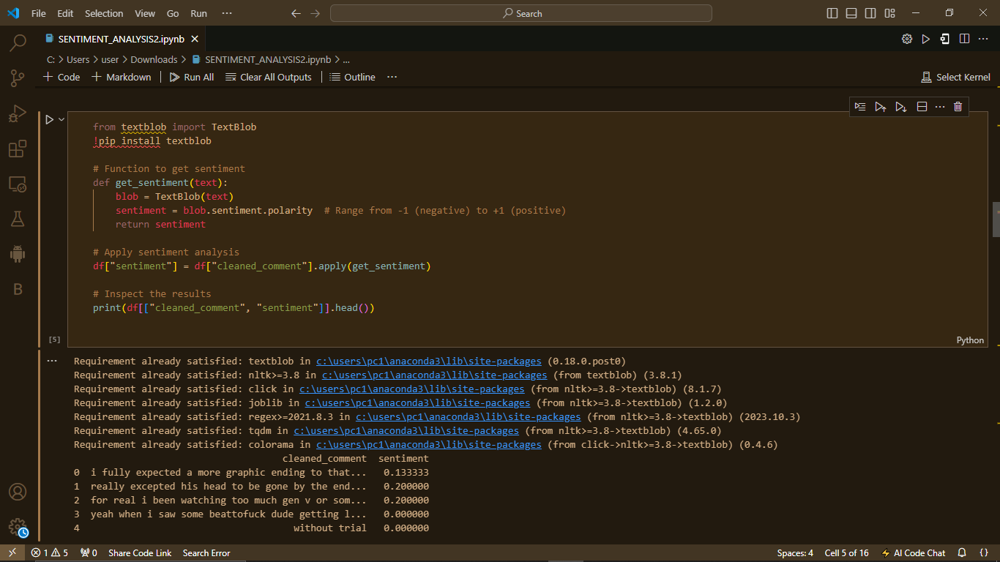 File Edit Selection View Go Run ··· Search
SENTIMENT_ANALYSIS2.ipynb
C: > Users > user > Downloads > SENTIMENT_ANALYSIS2.ipynb > ...
+ Code + Markdown Run All Clear All Outputs Outline ··· Select Kernel
from textblob import TextBlob
!pip install textblob
# Function to get sentiment
def get_sentiment(text):
    blob = TextBlob(text)
    sentiment = blob.sentiment.polarity  # Range from -1 (negative) to +1 (positive)
    return sentiment
# Apply sentiment analysis
df["sentiment"] = df["cleaned_comment"].apply(get_sentiment)
# Inspect the results
print(df[["cleaned_comment", "sentiment"]].head())
[5] Python
Requirement already satisfied: textblob in c:\users\pc1\anaconda3\lib\site-packages (0.18.0.post0)
Requirement already satisfied: nltk>=3.8 in c:\users\pc1\anaconda3\lib\site-packages (from textblob) (3.8.1)
Requirement already satisfied: click in c:\users\pc1\anaconda3\lib\site-packages (from nltk>=3.8->textblob) (8.1.7)
Requirement already satisfied: joblib in c:\users\pc1\anaconda3\lib\site-packages (from nltk>=3.8->textblob) (1.2.0)
Requirement already satisfied: regex>=2021.8.3 in c:\users\pc1\anaconda3\lib\site-packages (from nltk>=3.8->textblob) (2023.10.3)
Requirement already satisfied: tqdm in c:\users\pc1\anaconda3\lib\site-packages (from nltk>=3.8->textblob) (4.65.0)
Requirement already satisfied: colorama in c:\users\pc1\anaconda3\lib\site-packages (from click->nltk>=3.8->textblob) (0.4.6)
cleaned_comment  sentiment
0  i fully expected a more graphic ending to that...   0.133333
1  really excepted his head to be gone by the end...   0.200000
2  for real i been watching too much gen v or som...   0.200000
3  yeah when i saw some beattofuck dude getting l...   0.000000
4  without trial   0.000000
B
1 5 0 Share Code Link Search Error Spaces: 4 Cell 5 of 16 AI Code Chat {}